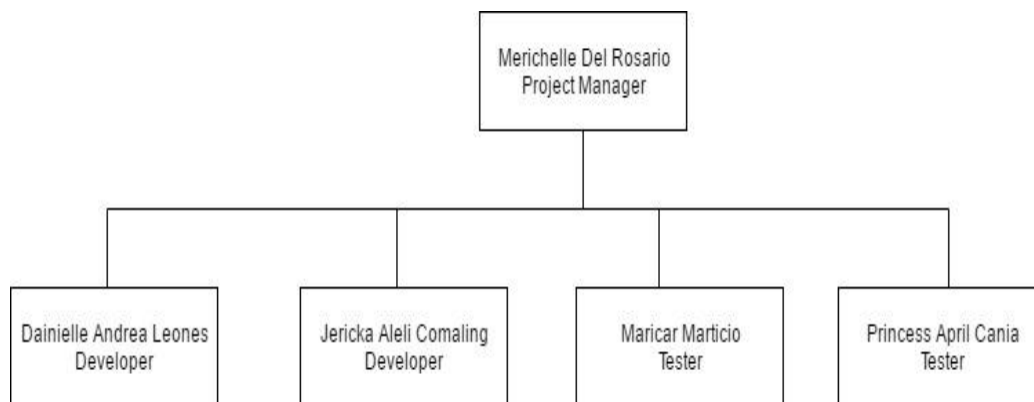 Merichelle Del Rosario
Project Manager
Dainielle Andrea Leones
Developer
Jericka Aleli Comaling
Developer
Maricar Marticio
Tester
Princess April Cania
Tester